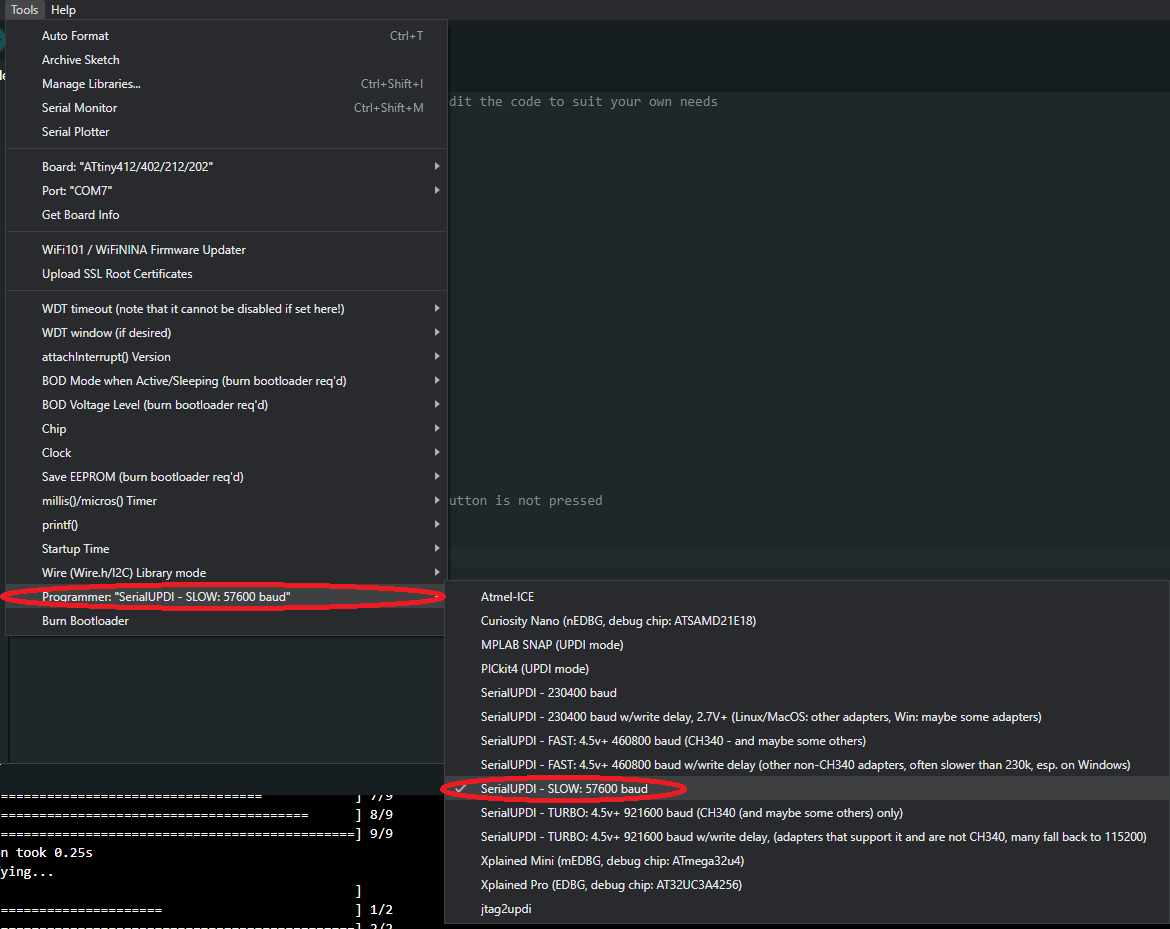 Tools Help
Auto Format Ctrl+T
Archive Sketch
Manage Libraries... Ctrl+Shift+I
Serial Monitor Ctrl+Shift+M
Serial Plotter
Board: "ATtiny412/402/212/202"
Port: "COM7"
Get Board Info
WiFi101 / WiFiNINA Firmware Updater
Upload SSL Root Certificates
WDT timeout (note that it cannot be disabled if set here!)
WDT window (if desired)
attachInterrupt() Version
BOD Mode when Active/Sleeping (burn bootloader req'd)
BOD Voltage Level (burn bootloader req'd)
Chip
Clock
Save EEPROM (burn bootloader req'd)
millis()/micros() Timer
printf()
Startup Time
Wire (Wire.h/I2C) Library mode
Programmer: "SerialUPDI - SLOW: 57600 baud"
Burn Bootloader
dit the code to suit your own needs
utton is not pressed
Atmel-ICE
Curiosity Nano (nEDBG, debug chip: ATSAMD21E18)
MPLAB SNAP (UPDI mode)
PICkit4 (UPDI mode)
SerialUPDI - 230400 baud
SerialUPDI - 230400 baud w/write delay, 2.7V+ (Linux/MacOS: other adapters, Win: maybe some adapters)
SerialUPDI - FAST: 4.5v+ 460800 baud (CH340 - and maybe some others)
SerialUPDI - FAST: 4.5v+ 460800 baud w/write delay (other non-CH340 adapters, often slower than 230k, esp. on Windows)
SerialUPDI - SLOW: 57600 baud
SerialUPDI - TURBO: 4.5v+ 921600 baud (CH340 (and maybe some others) only)
SerialUPDI - TURBO: 4.5v+ 921600 baud w/write delay, (adapters that support it and are not CH340, many fall back to 115200)
Xplained Mini (mEDBG, debug chip: ATmega32u4)
Xplained Pro (EDBG, debug chip: AT32UC3A4256)
jtag2updi
==================================] 7/9
========================================] 8/9
==============================================] 9/9
n took 0.25s
ying...
]
=====================] 1/2
==============================================] 2/2